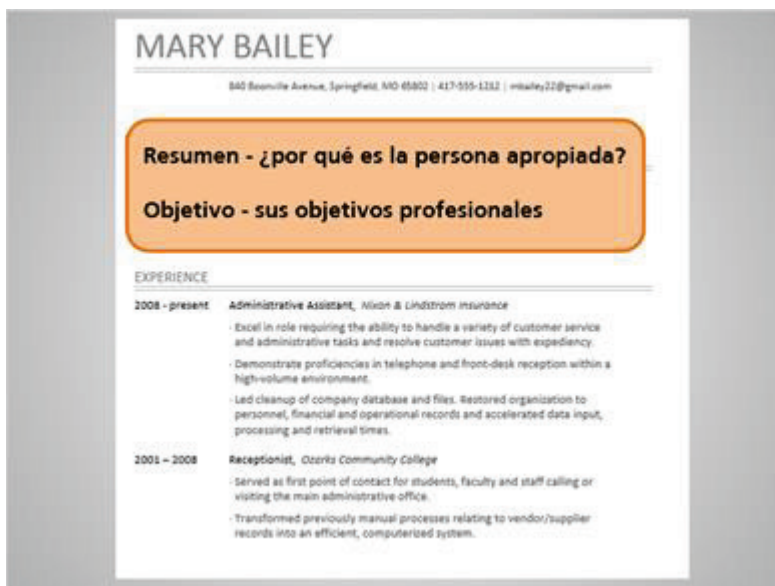 MARY BAILEY
840 Boonville Avenue, Springfield, MO 65802 | 417-555-1212 | mbailey22@gmail.com
Resumen - ¿por qué es la persona apropiada?
Objetivo - sus objetivos profesionales
EXPERIENCE
2008 - present Administrative Assistant, Nixon & Lindstrom Insurance
· Excel in role requiring the ability to handle a variety of customer service
and administrative tasks and resolve customer issues with expediency.
· Demonstrate proficiencies in telephone and front-desk reception within a
high-volume environment.
· Led cleanup of company database and files. Restored organization to
personnel, financial and operational records and accelerated data input,
processing and retrieval times.
2001 – 2008 Receptionist, Ozarks Community College
· Served as first point of contact for students, faculty and staff calling or
visiting the main administrative office.
· Transformed previously manual processes relating to vendor/supplier
records into an efficient, computerized system.